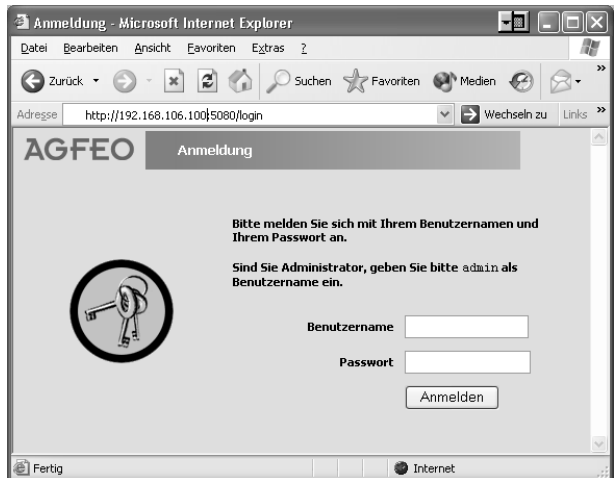 Anmeldung - Microsoft Internet Explorer
Datei Bearbeiten Ansicht Favoriten Extras ?
Zurück Suchen Favoriten Medien »
Adresse http://192.168.106.100:5080/login Wechseln zu Links »
AGFEO Anmeldung
Bitte melden Sie sich mit Ihrem Benutzernamen und
Ihrem Passwort an.
Sind Sie Administrator, geben Sie bitte admin als
Benutzername ein.
Benutzername
Passwort
Anmelden
Fertig Internet